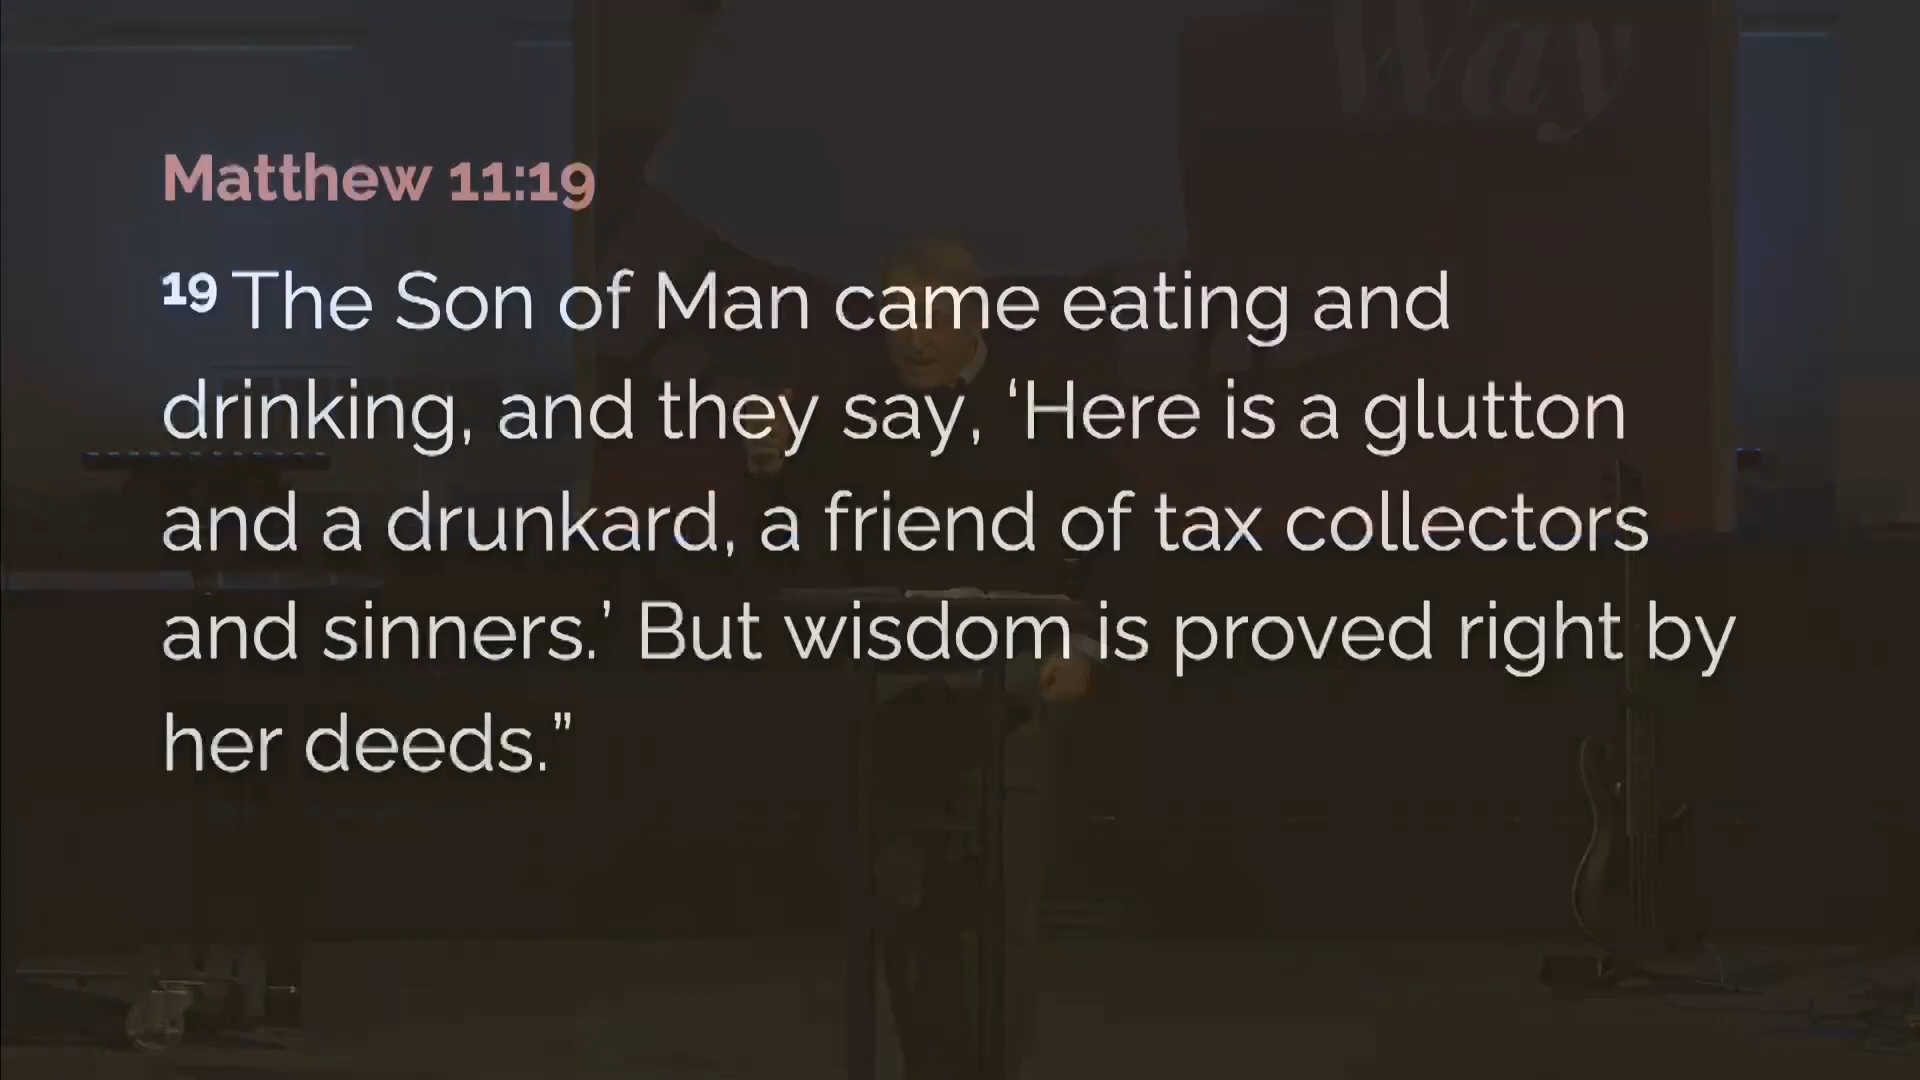 Way
Matthew 11:19
19 The Son of Man came eating and
drinking, and they say, ‘Here is a glutton
and a drunkard, a friend of tax collectors
and sinners.’ But wisdom is proved right by
her deeds.”